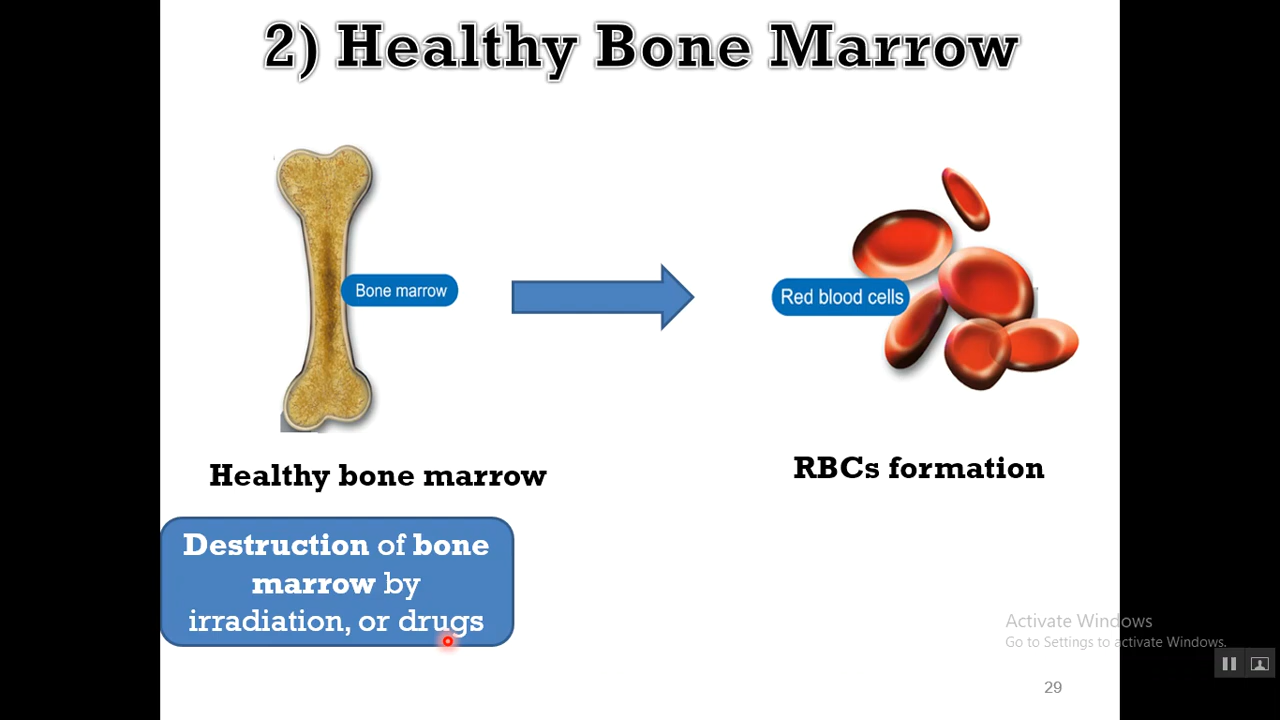 2) Healthy Bone Marrow
Bone marrow
Red blood cells
Healthy bone marrow
RBCs formation
Destruction of bone
marrow by
irradiation, or drugs
Activate Windows
Go to Settings to activate Windows.
29